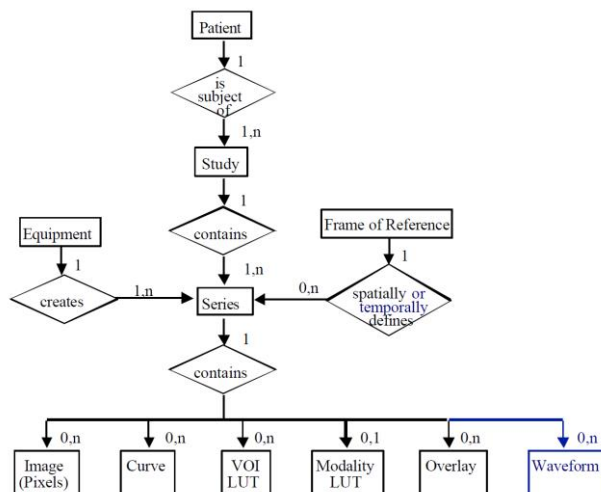 Patient
1
is
subject
of
1,n
Study
1
contains
Equipment
Frame of Reference
1
1
1,n
creates
1,n
Series
0,n
spatially or
temporally
defines
1
contains
0,n
0,n
0,n
0,1
0,n
0,n
Image
(Pixels)
Curve
VOI
LUT
Modality
LUT
Overlay
Waveform